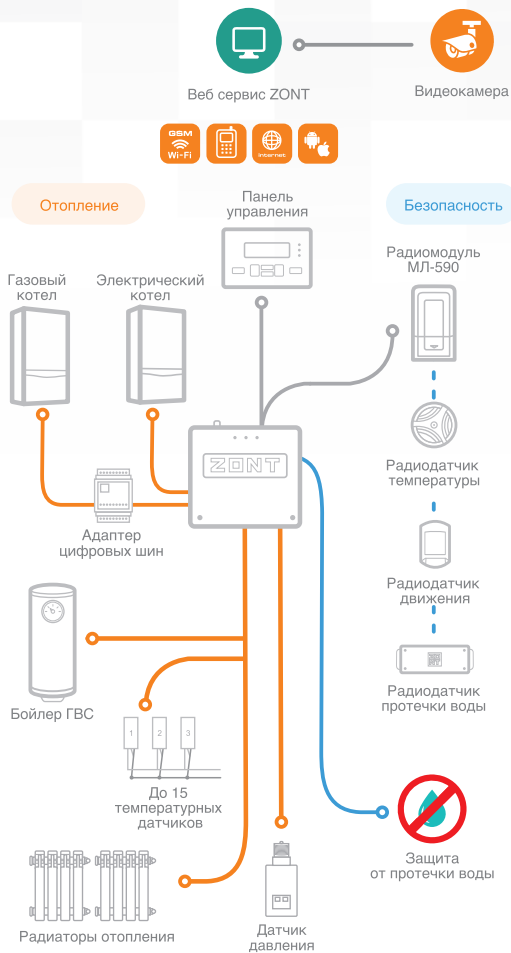 Веб сервис ZONT
Видеокамера
GSM
Wi-Fi
internet
Отопление
Панель
управления
Безопасность
Газовый
котел
Электрический
котел
Радиомодуль
МЛ-590
ZONT
Радиодатчик
температуры
Адаптер
цифровых шин
Радиодатчик
движения
Бойлер ГВС
Радиодатчик
протечки воды
1 2 3
До 15
температурных
датчиков
Защита
от протечки воды
Радиаторы отопления
Датчик
давления